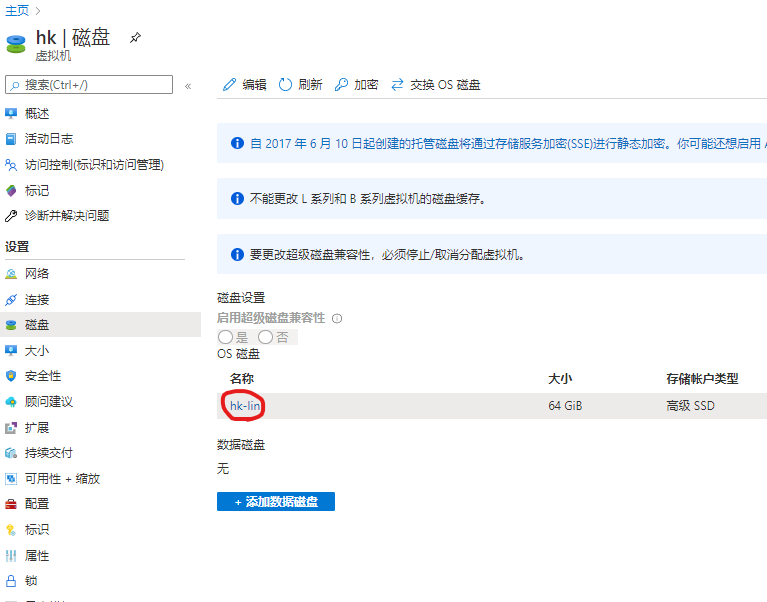 主页
hk | 磁盘
虚拟机
搜索(Ctrl+/)
«
编辑 刷新 加密 交换 OS 磁盘
概述
活动日志
访问控制(标识和访问管理)
标记
诊断并解决问题
设置
网络
连接
磁盘
大小
安全性
顾问建议
扩展
持续交付
可用性 + 缩放
配置
标识
属性
锁
自 2017 年 6 月 10 日起创建的托管磁盘将通过存储服务加密(SSE)进行静态加密。你可能还想启用
不能更改 L 系列和 B 系列虚拟机的磁盘缓存。
要更改超级磁盘兼容性，必须停止/取消分配虚拟机。
磁盘设置
启用超级磁盘兼容性
是 否
OS 磁盘
名称 大小 存储帐户类型
hk-lin 64 GiB 高级 SSD
数据磁盘
无
+ 添加数据磁盘